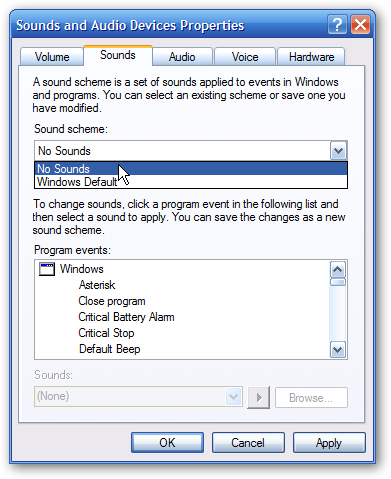 Sounds and Audio Devices Properties
Volume Sounds Audio Voice Hardware
A sound scheme is a set of sounds applied to events in Windows
and programs. You can select an existing scheme or save one you
have modified.
Sound scheme:
No Sounds
No Sounds
Windows Default
To change sounds, click a program event in the following list and
then select a sound to apply. You can save the changes as a new
sound scheme.
Program events:
Windows
Asterisk
Close program
Critical Battery Alarm
Critical Stop
Default Beep
Sounds:
(None) Browse...
OK Cancel Apply